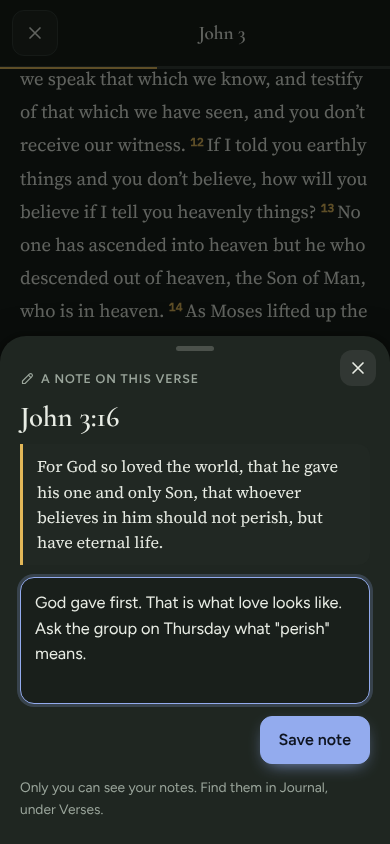 John 3
we speak that which we know, and testify
of that which we have seen, and you don’t
receive our witness. 12 If I told you earthly
things and you don’t believe, how will you
believe if I tell you heavenly things? 13 No
one has ascended into heaven but he who
descended out of heaven, the Son of Man,
who is in heaven. 14 As Moses lifted up the
A NOTE ON THIS VERSE
John 3:16
For God so loved the world, that he gave
his one and only Son, that whoever
believes in him should not perish, but
have eternal life.
God gave first. That is what love looks like.
Ask the group on Thursday what "perish"
means.
Save note
Only you can see your notes. Find them in Journal,
under Verses.